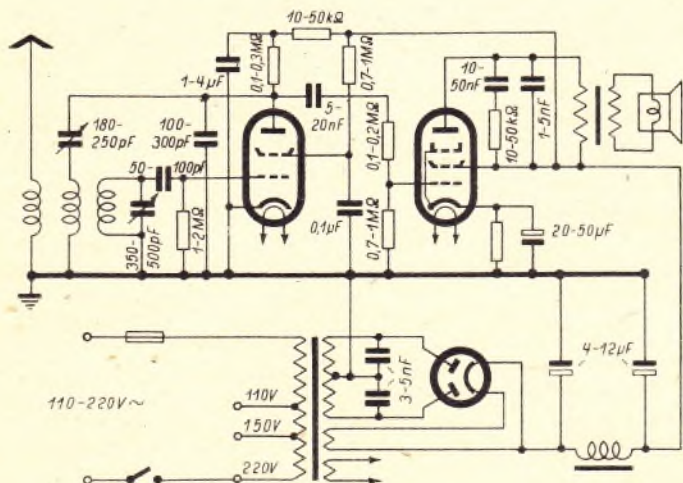 10-50kΩ
1-4µF
0,1-0,3MΩ
0,7-1MΩ
180-
250pF
100-
300pF
5-
20nF
50-
100pF
350-
500pF
1-2MΩ
0,1µF
0,1-0,2MΩ
0,7-1MΩ
10-
50nF
10-50kΩ
1-5nF
20-50µF
110-220V~
110V
150V
220V
3-5nF
4-12µF